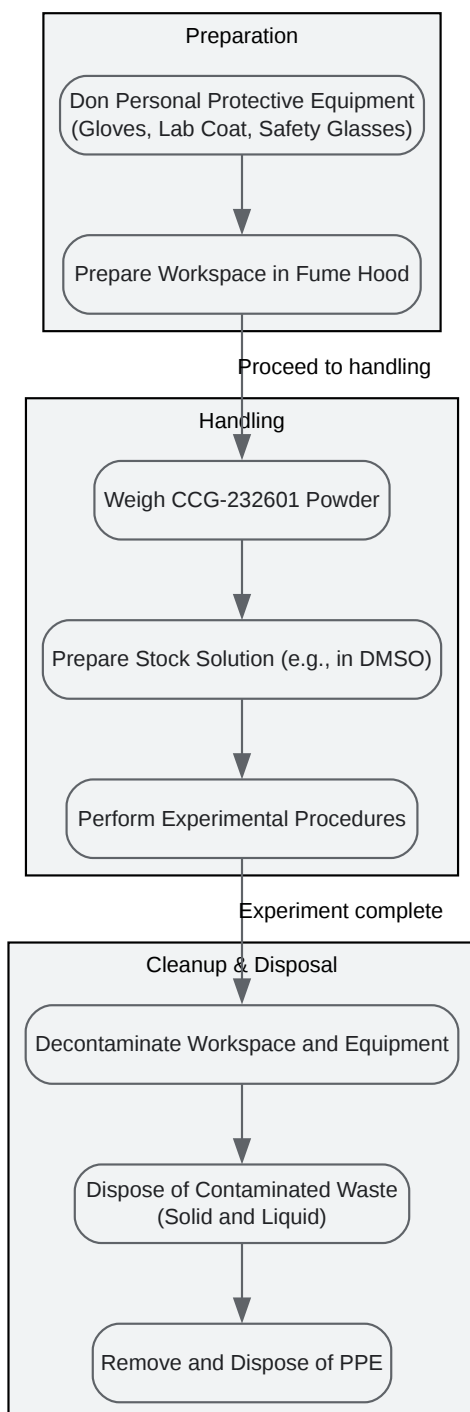 Preparation
Don Personal Protective Equipment
(Gloves, Lab Coat, Safety Glasses)
Prepare Workspace in Fume Hood
Proceed to handling
Handling
Weigh CCG-232601 Powder
Prepare Stock Solution (e.g., in DMSO)
Perform Experimental Procedures
Experiment complete
Cleanup & Disposal
Decontaminate Workspace and Equipment
Dispose of Contaminated Waste
(Solid and Liquid)
Remove and Dispose of PPE